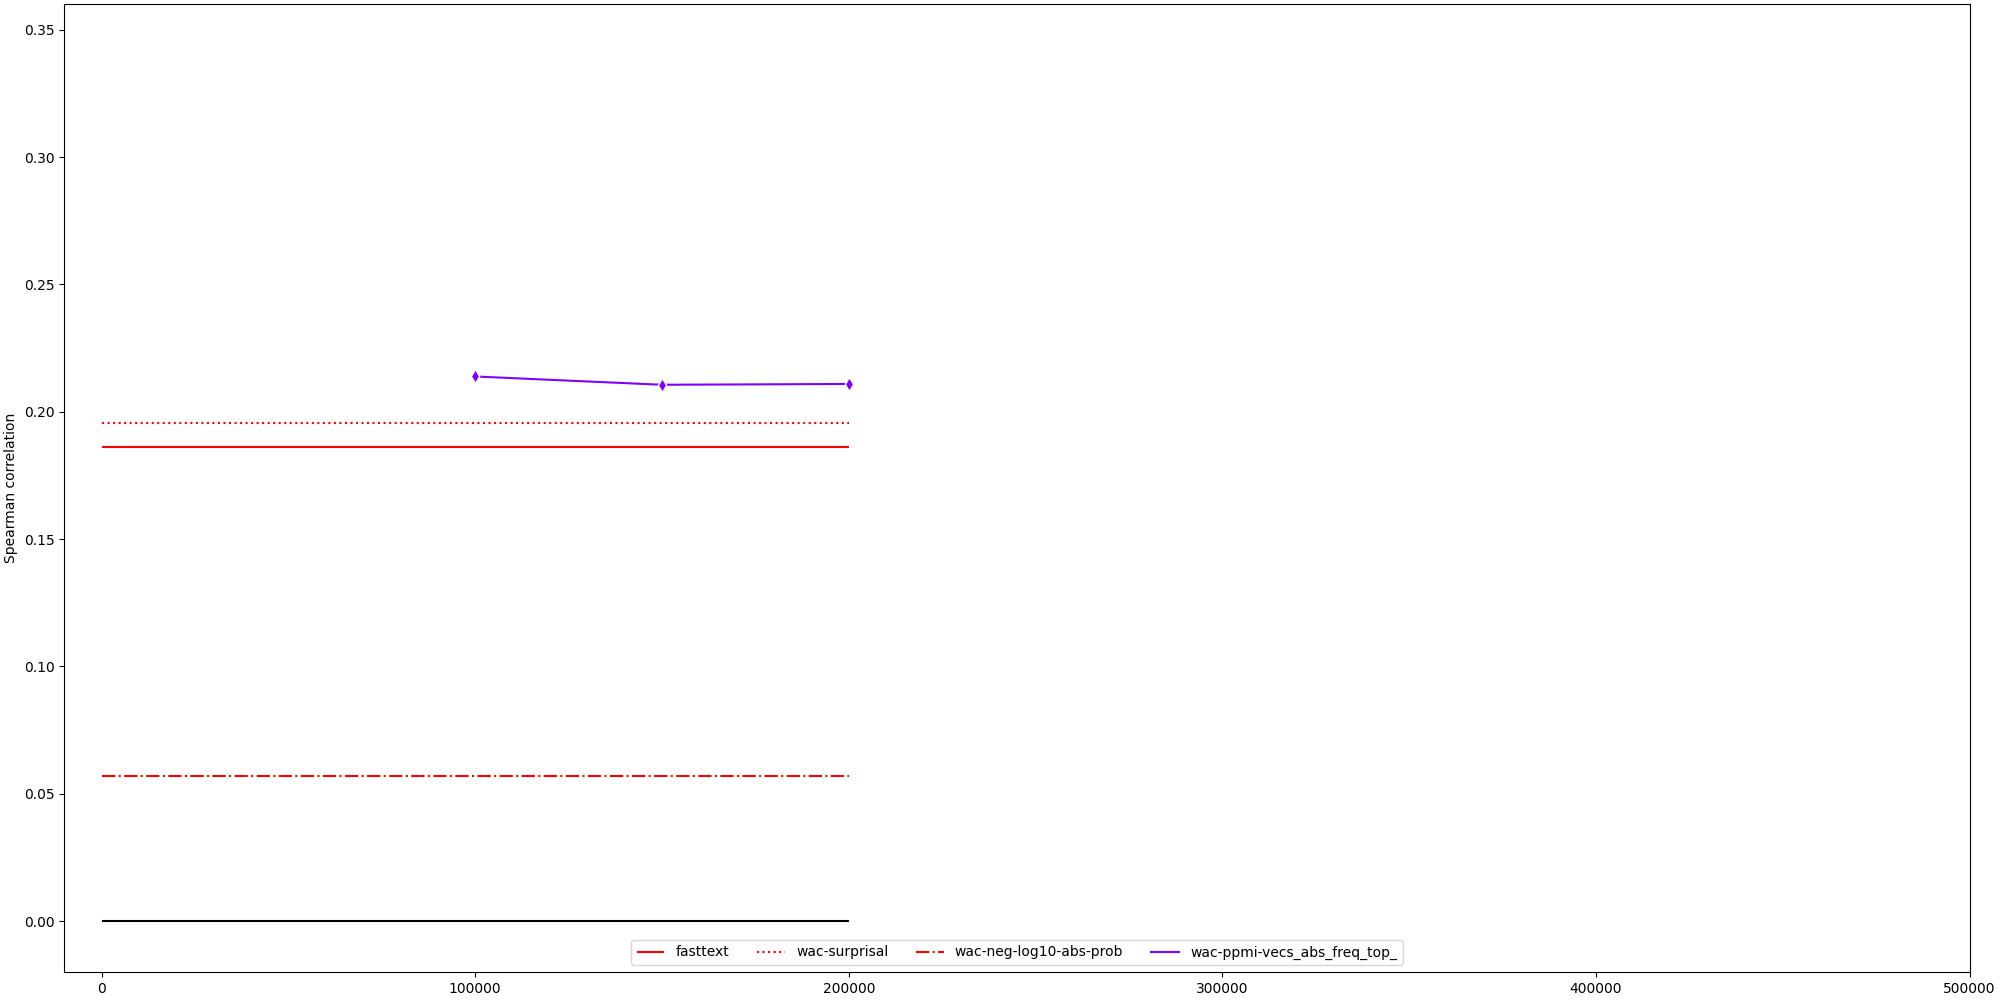 0.35
0.30
0.25
0.20
0.15
0.10
0.05
0.00
Spearman correlation
fasttext wac-surprisal wac-neg-log10-abs-prob wac-ppmi-vecs_abs_freq_top_
0 100000 200000 300000 400000 500000